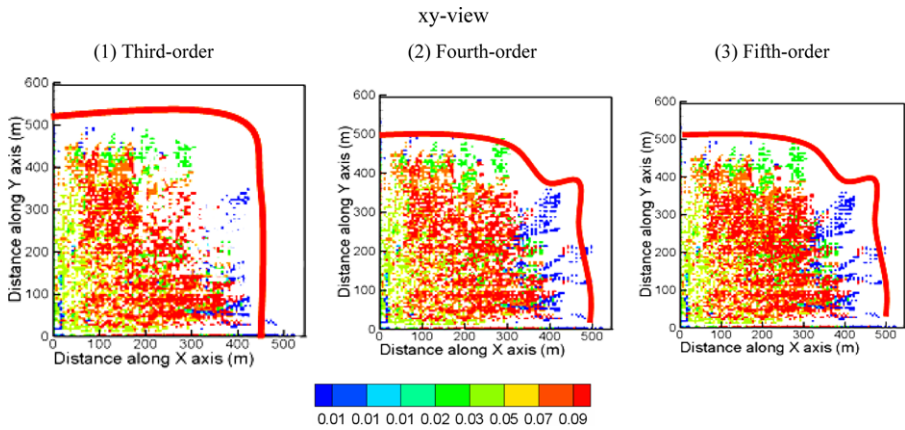 xy-view
(1) Third-order
(2) Fourth-order
(3) Fifth-order
600
500
400
300
200
100
0
Distance along Y axis (m)
0 100 200 300 400 500
Distance along X axis (m)
600
500
400
300
200
100
0
Distance along Y axis (m)
0 100 200 300 400 500
Distance along X axis (m)
600
500
400
300
200
100
0
Distance along Y axis (m)
0 100 200 300 400 500
Distance along X axis (m)
0.01 0.01 0.01 0.02 0.03 0.05 0.07 0.09